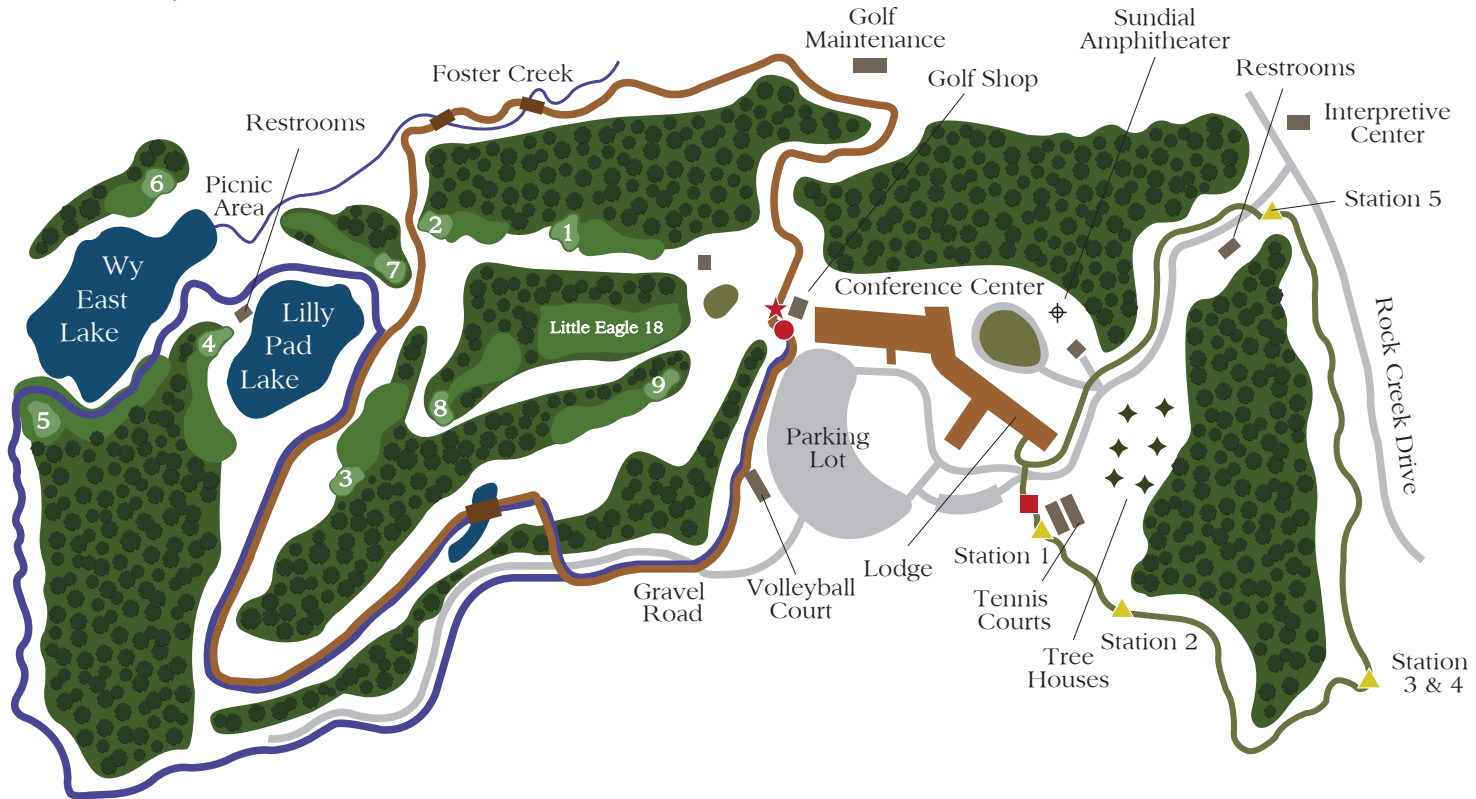 Golf
Maintenance
Sundial
Amphitheater
Foster Creek
Golf Shop
Restrooms
Interpretive
Center
Restrooms
Picnic
Area
6
Station 5
2
1
7
Wy
East
Lake
Conference Center
Lilly
Pad
Lake
Little Eagle 18
4
Rock Creek Drive
9
8
5
Parking
Lot
3
Station 1
Lodge
Gravel
Road
Volleyball
Court
Tennis
Courts
Station 2
Tree
Houses
Station
3 & 4